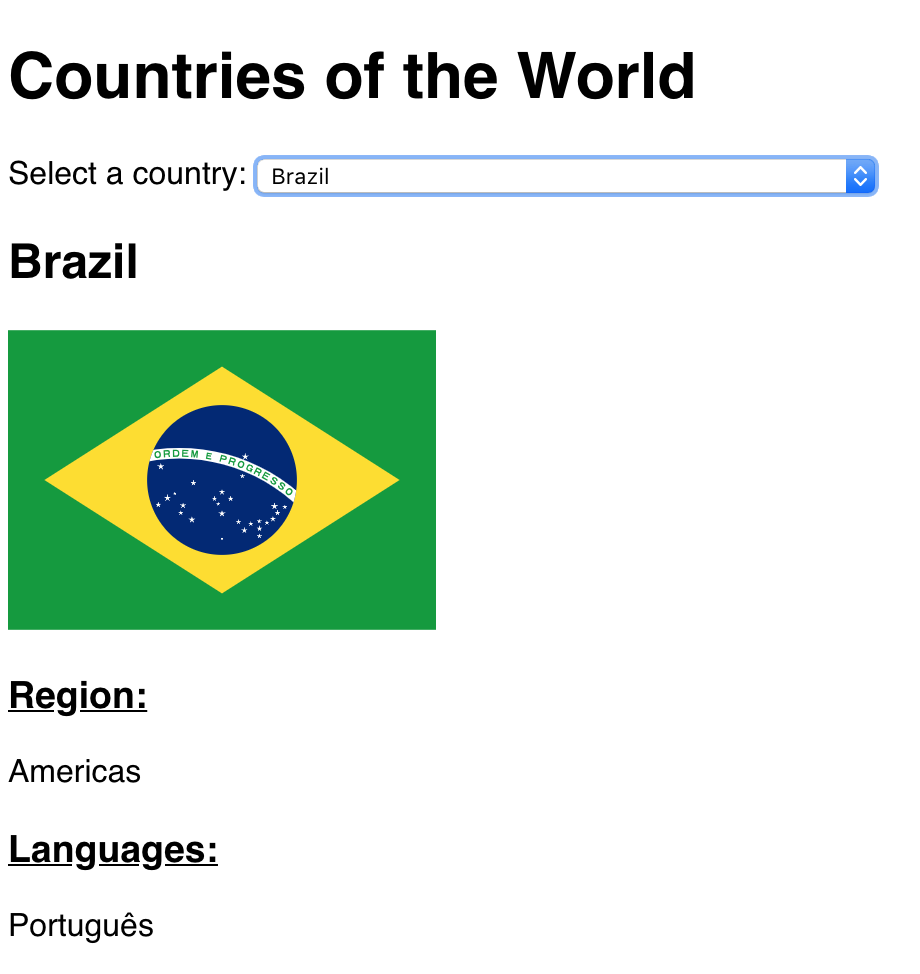 Countries of the World
Select a country: Brazil
Brazil
ORDEM E PROGRESSO
Region:
Americas
Languages:
Português